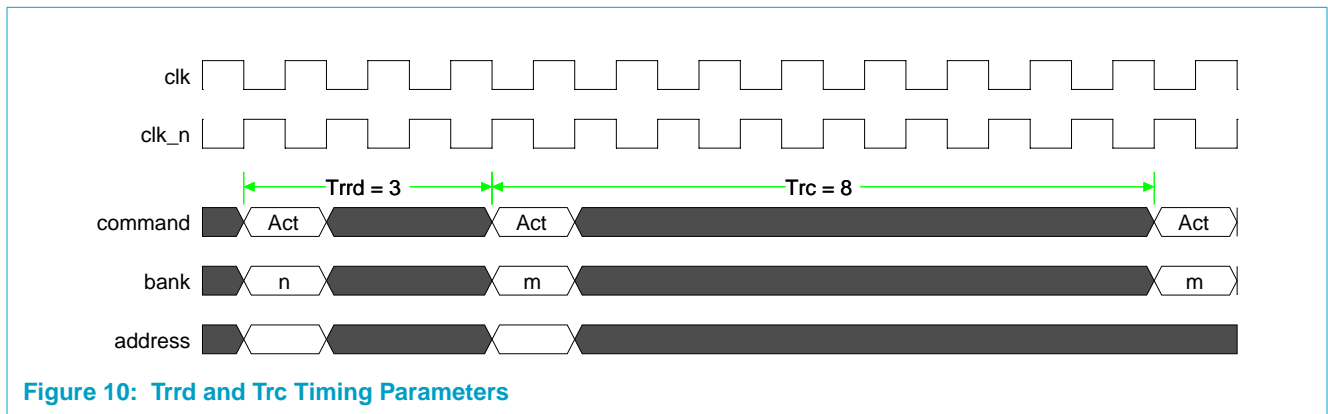 clk
clk_n
Trrd = 3 Trc = 8
command Act Act Act
bank n m m
address
Figure 10: Trrd and Trc Timing Parameters